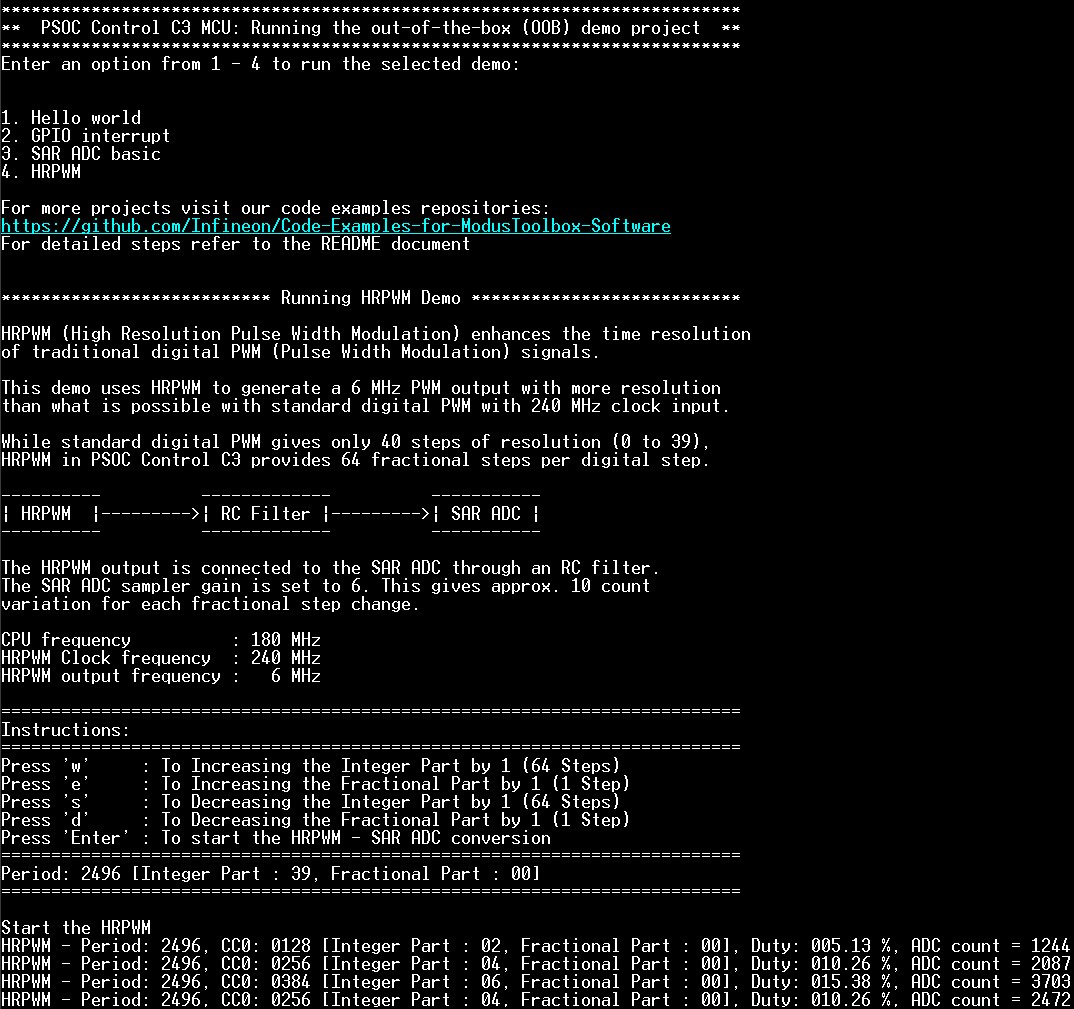 **************************************************************************
**  PSOC Control C3 MCU: Running the out-of-the-box (OOB) demo project  **
**************************************************************************
Enter an option from 1 - 4 to run the selected demo:
1. Hello world
2. GPIO interrupt
3. SAR ADC basic
4. HRPWM
For more projects visit our code examples repositories:
https://github.com/Infineon/Code-Examples-for-ModusToolbox-Software
For detailed steps refer to the README document
*************************** Running HRPWM Demo ***************************
HRPWM (High Resolution Pulse Width Modulation) enhances the time resolution
of traditional digital PWM (Pulse Width Modulation) signals.
This demo uses HRPWM to generate a 6 MHz PWM output with more resolution
than what is possible with standard digital PWM with 240 MHz clock input.
While standard digital PWM gives only 40 steps of resolution (0 to 39),
HRPWM in PSOC Control C3 provides 64 fractional steps per digital step.
----------          -------------          -----------
| HRPWM  |--------->| RC Filter |--------->| SAR ADC |
----------          -------------          -----------
The HRPWM output is connected to the SAR ADC through an RC filter.
The SAR ADC sampler gain is set to 6. This gives approx. 10 count
variation for each fractional step change.
CPU frequency          : 180 MHz
HRPWM Clock frequency  : 240 MHz
HRPWM output frequency :   6 MHz
==========================================================================
Instructions:
==========================================================================
Press 'w'     : To Increasing the Integer Part by 1 (64 Steps)
Press 'e'     : To Increasing the Fractional Part by 1 (1 Step)
Press 's'     : To Decreasing the Integer Part by 1 (64 Steps)
Press 'd'     : To Decreasing the Fractional Part by 1 (1 Step)
Press 'Enter' : To start the HRPWM - SAR ADC conversion
==========================================================================
Period: 2496 [Integer Part : 39, Fractional Part : 00]
==========================================================================
Start the HRPWM
HRPWM - Period: 2496, CC0: 0128 [Integer Part : 02, Fractional Part : 00], Duty: 005.13 %, ADC count = 1244
HRPWM - Period: 2496, CC0: 0256 [Integer Part : 04, Fractional Part : 00], Duty: 010.26 %, ADC count = 2087
HRPWM - Period: 2496, CC0: 0384 [Integer Part : 06, Fractional Part : 00], Duty: 015.38 %, ADC count = 3703
HRPWM - Period: 2496, CC0: 0256 [Integer Part : 04, Fractional Part : 00], Duty: 010.26 %, ADC count = 2472